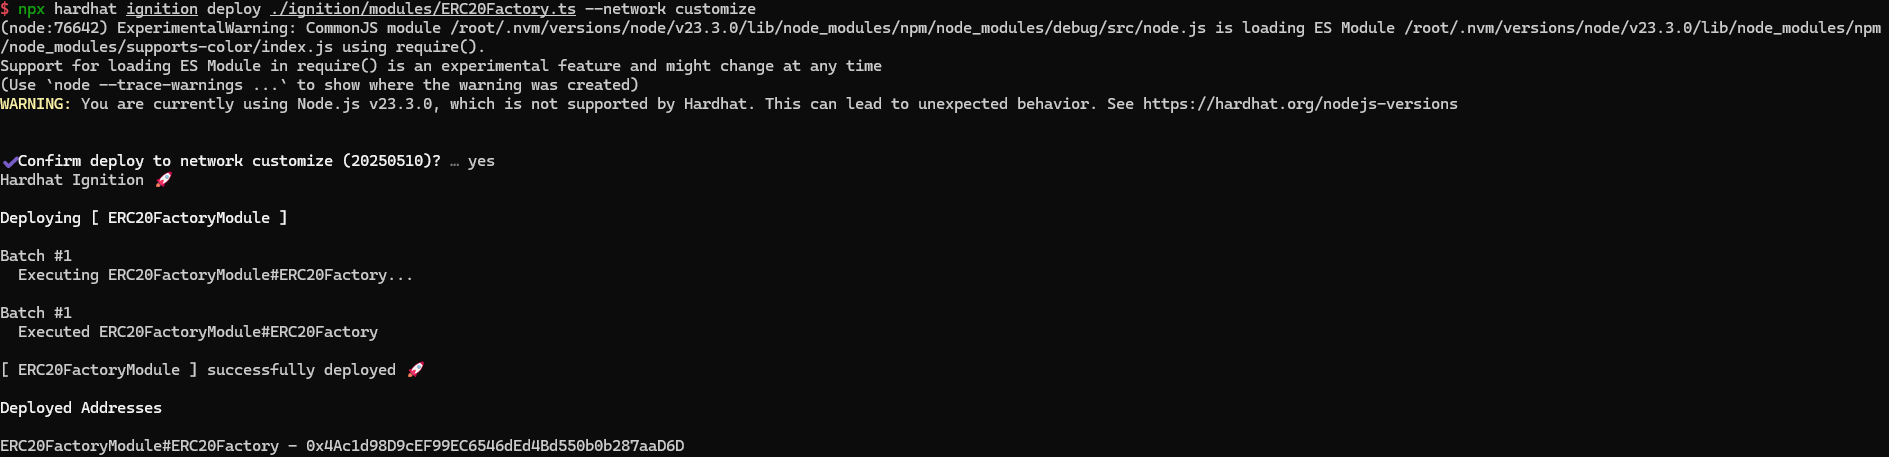 $ npx hardhat ignition deploy ./ignition/modules/ERC20Factory.ts --network customize
(node:76642) ExperimentalWarning: CommonJS module /root/.nvm/versions/node/v23.3.0/lib/node_modules/npm/node_modules/debug/src/node.js is loading ES Module /root/.nvm/versions/node/v23.3.0/lib/node_modules/npm
/node_modules/supports-color/index.js using require().
Support for loading ES Module in require() is an experimental feature and might change at any time
(Use `node --trace-warnings ...` to show where the warning was created)
WARNING: You are currently using Node.js v23.3.0, which is not supported by Hardhat. This can lead to unexpected behavior. See https://hardhat.org/nodejs-versions
✔Confirm deploy to network customize (20250510)? … yes
Hardhat Ignition 🚀
Deploying [ ERC20FactoryModule ]
Batch #1
  Executing ERC20FactoryModule#ERC20Factory...
Batch #1
  Executed ERC20FactoryModule#ERC20Factory
[ ERC20FactoryModule ] successfully deployed 🚀
Deployed Addresses
ERC20FactoryModule#ERC20Factory - 0x4Ac1d98D9cEF99EC6546dEd4Bd550b0b287aaD6D